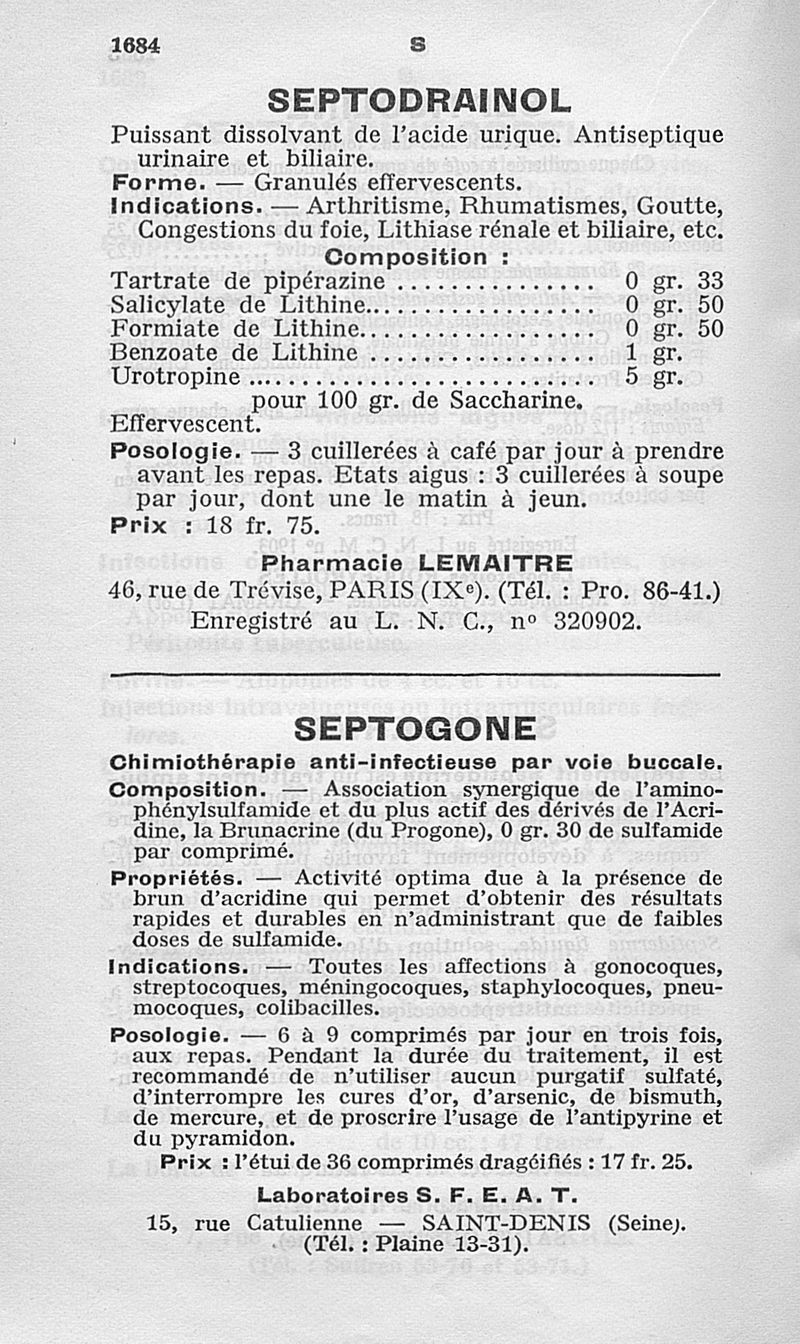 1684
S
SEPTODRAINOL
Puissant dissolvant de l'acide urique. Antiseptique
urinaire et biliaire.
Forme. — Granulés effervescents.
Indications. — Arthritisme, Rhumatismes, Goutte,
Congestions du foie, Lithiase rénale et biliaire, etc.
Composition :
Tartrate de pipérazine ............... 0 gr. 33
Salicylate de Lithine.................. 0 gr. 50
Formiate de Lithine.................. 0 gr. 50
Benzoate de Lithine ................. 1 gr.
Urotropine .......................... 5 gr.
pour 100 gr. de Saccharine.
Effervescent.
Posologie. — 3 cuillerées à café par jour à prendre
avant les repas. Etats aigus : 3 cuillerées à soupe
par jour, dont une le matin à jeun.
Prix : 18 fr. 75.
Pharmacie LEMAITRE
46, rue de Trévise, PARIS (IXe). (Tél. : Pro. 86-41.)
Enregistré au L. N. C., no 320902.
SEPTOGONE
Chimiothérapie anti-infectieuse par voie buccale.
Composition. — Association synergique de l'amino-
phénylsulfamide et du plus actif des dérivés de l'Acri-
dine, la Brunacrine (du Progone), 0 gr. 30 de sulfamide
par comprimé.
Propriétés. — Activité optima due à la présence de
brun d'acridine qui permet d'obtenir des résultats
rapides et durables en n'administrant que de faibles
doses de sulfamide.
Indications. — Toutes les affections à gonocoques,
streptocoques, méningocoques, staphylocoques, pneu-
mocoques, colibacilles.
Posologie. — 6 à 9 comprimés par jour en trois fois,
aux repas. Pendant la durée du traitement, il est
recommandé de n'utiliser aucun purgatif sulfaté,
d'interrompre les cures d'or, d'arsenic, de bismuth,
de mercure, et de proscrire l'usage de l'antipyrine et
du pyramidon.
Prix : l'étui de 36 comprimés dragéifiés : 17 fr. 25.
Laboratoires S. F. E. A. T.
15, rue Catulienne — SAINT-DENIS (Seine).
(Tél. : Plaine 13-31).